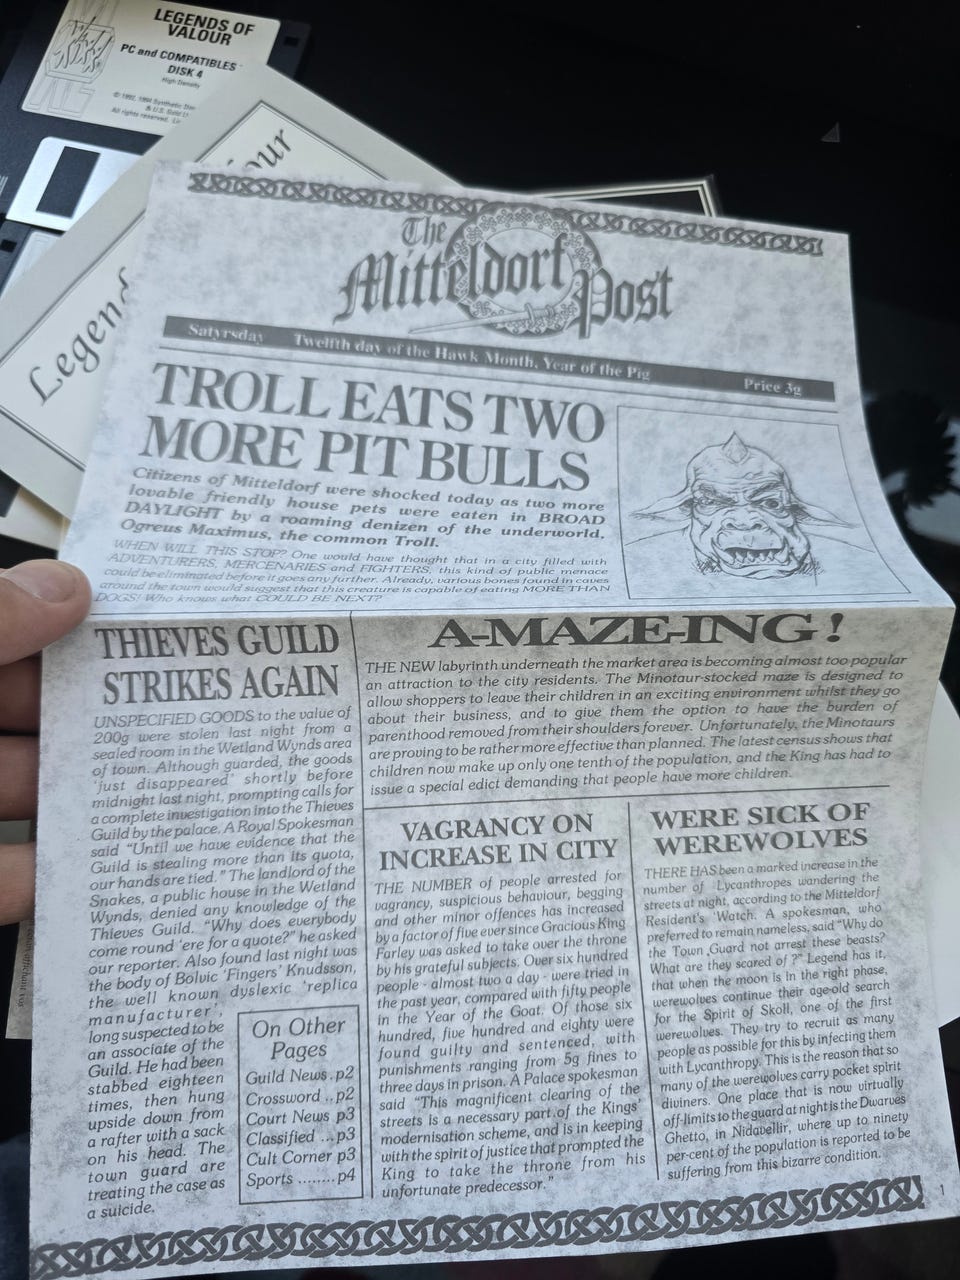 LEGENDS OF
VALOUR
PC and COMPATIBLES
DISK 4
High Density
& U.S. Gold
All rights reserved.
Legend
our
The
Mitteldorf
Post
Satyrsday Twelfth day of the Hawk Month, Year of the Pig Price 3g
TROLL EATS TWO
MORE PIT BULLS
Citizens of Mitteldorf were shocked today as two more
lovable friendly house pets were eaten in BROAD
DAYLIGHT by a roaming denizen of the underworld,
Ogreus Maximus, the common Troll.
WHEN WILL THIS STOP? One would have thought that in a city filled with
ADVENTURERS, MERCENARIES and FIGHTERS, this kind of public menace
could be eliminated before it goes any further. Already, various bones found in caves
around the town would suggest that this creature is capable of eating MORE THAN
DOGS! Who knows what COULD BE NEXT?
THIEVES GUILD
STRIKES AGAIN
UNSPECIFIED GOODS to the value of
200g were stolen last night from a
sealed room in the Wetland Wynds area
of town. Although guarded, the goods
'just disappeared' shortly before
midnight last night, prompting calls for
a complete investigation into the Thieves
Guild by the palace. A Royal Spokesman
said "Until we have evidence that the
Guild is stealing more than its quota,
our hands are tied." The landlord of the
Snakes, a public house in the Wetland
Wynds, denied any knowledge of the
Thieves Guild. "Why does everybody
come round 'ere for a quote?" he asked
our reporter. Also found last night was
the body of Bolvic 'Fingers' Knudsson,
the well known dyslexic 'replica
manufacturer',
long suspected to be
an associate of the
Guild. He had been
stabbed eighteen
times, then hung
upside down from
a rafter with a sack
on his head. The
town guard are
treating the case as
a suicide.
On Other
Pages
Guild News.p2
Crossword ..p2
Court News p3
Classified ...p3
Cult Corner p3
Sports ........p4
A-MAZE-ING!
THE NEW labyrinth underneath the market area is becoming almost too popular
an attraction to the city residents. The Minotaur-stocked maze is designed to
allow shoppers to leave their children in an exciting environment whilst they go
about their business, and to give them the option to have the burden of
parenthood removed from their shoulders forever. Unfortunately, the Minotaurs
are proving to be rather more effective than planned. The latest census shows that
children now make up only one tenth of the population, and the King has had to
issue a special edict demanding that people have more children.
VAGRANCY ON
INCREASE IN CITY
THE NUMBER of people arrested for
vagrancy, suspicious behaviour, begging
and other minor offences has increased
by a factor of five ever since Gracious King
Farley was asked to take over the throne
by his grateful subjects. Over six hundred
people - almost two a day - were tried in
the past year, compared with fifty people
in the Year of the Goat. Of those six
hundred, five hundred and eighty were
found guilty and sentenced, with
punishments ranging from 5g fines to
three days in prison. A Palace spokesman
said "This magnificent clearing of the
streets is a necessary part of the Kings'
modernisation scheme, and is in keeping
with the spirit of justice that prompted the
King to take the throne from his
unfortunate predecessor."
WERE SICK OF
WEREWOLVES
THERE HAS been a marked increase in the
number of Lycanthropes wandering the
streets at night, according to the Mitteldorf
Resident's 'Watch. A spokesman, who
preferred to remain nameless, said "Why do
the Town Guard not arrest these beasts?
What are they scared of ?" Legend has it,
that when the moon is in the right phase,
werewolves continue their age-old search
for the Spirit of Skoll, one of the first
werewolves. They try to recruit as many
people as possible for this by infecting them
with Lycanthropy. This is the reason that so
many of the werewolves carry pocket spirit
diviners. One place that is now virtually
off-limits to the guard at night is the Dwarves
Ghetto, in Nidavellir, where up to ninety
per-cent of the population is reported to be
suffering from this bizarre condition.
1